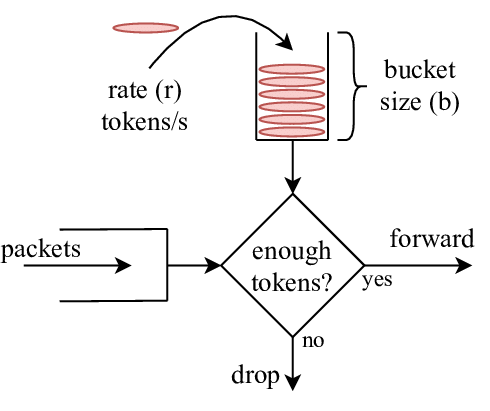 rate (r)
tokens/s
bucket
size (b)
packets
enough
tokens?
forward
yes
no
drop